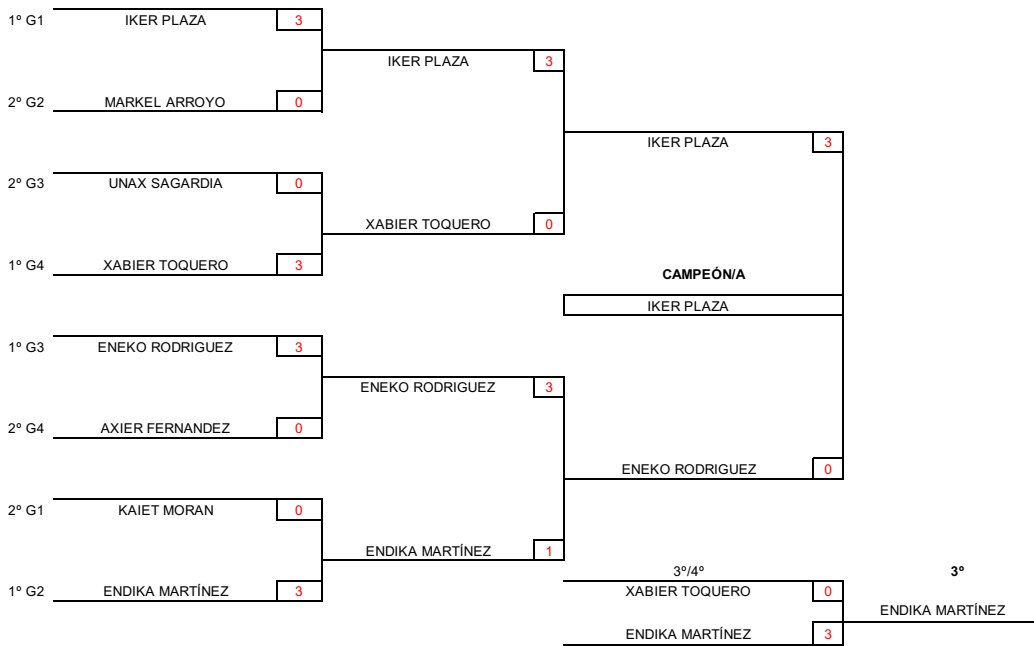 1º G1 IKER PLAZA 3
IKER PLAZA 3
2º G2 MARKEL ARROYO 0
IKER PLAZA 3
2º G3 UNAX SAGARDIA 0
XABIER TOQUERO 0
1º G4 XABIER TOQUERO 3
CAMPEÓN/A
IKER PLAZA
1º G3 ENEKO RODRIGUEZ 3
ENEKO RODRIGUEZ 3
2º G4 AXIER FERNANDEZ 0
ENEKO RODRIGUEZ 0
2º G1 KAIET MORAN 0
ENDIKA MARTÍNEZ 1
3º/4º 3º
1º G2 ENDIKA MARTÍNEZ 3 XABIER TOQUERO 0
ENDIKA MARTÍNEZ
ENDIKA MARTÍNEZ 3